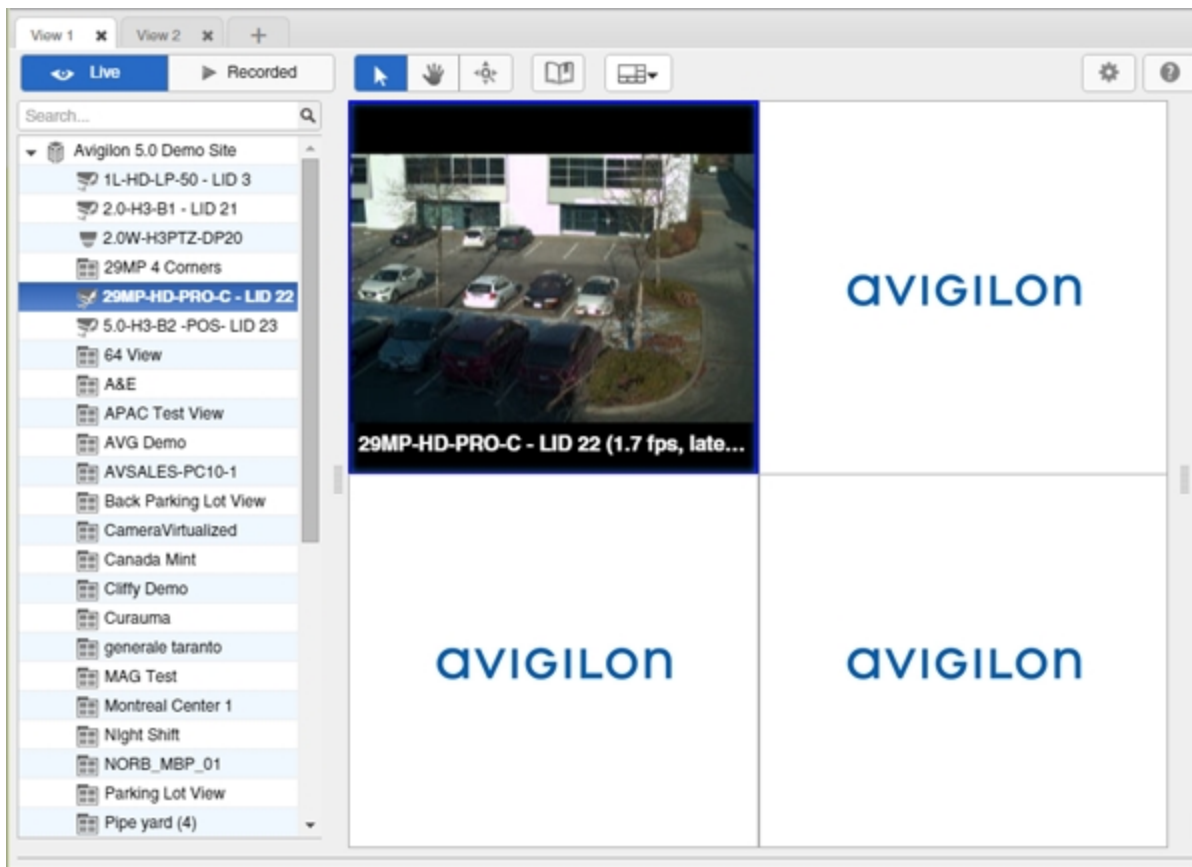 View 1
View 2
Live
Recorded
Search...
Avigilon 5.0 Demo Site
1L-HD-LP-50 - LID 3
2.0-H3-B1 - LID 21
2.0W-H3PTZ-DP20
29MP 4 Corners
29MP-HD-PRO-C - LID 22
5.0-H3-B2 -POS- LID 23
64 View
A&E
APAC Test View
AVG Demo
AVSALES-PC10-1
Back Parking Lot View
CameraVirtualized
Canada Mint
Cliffy Demo
Curauma
generale taranto
MAG Test
Montreal Center 1
NIght Shift
NORB_MBP_01
Parking Lot View
Pipe yard (4)
29MP-HD-PRO-C - LID 22 (1.7 fps, late...
avigilon
avigilon
avigilon